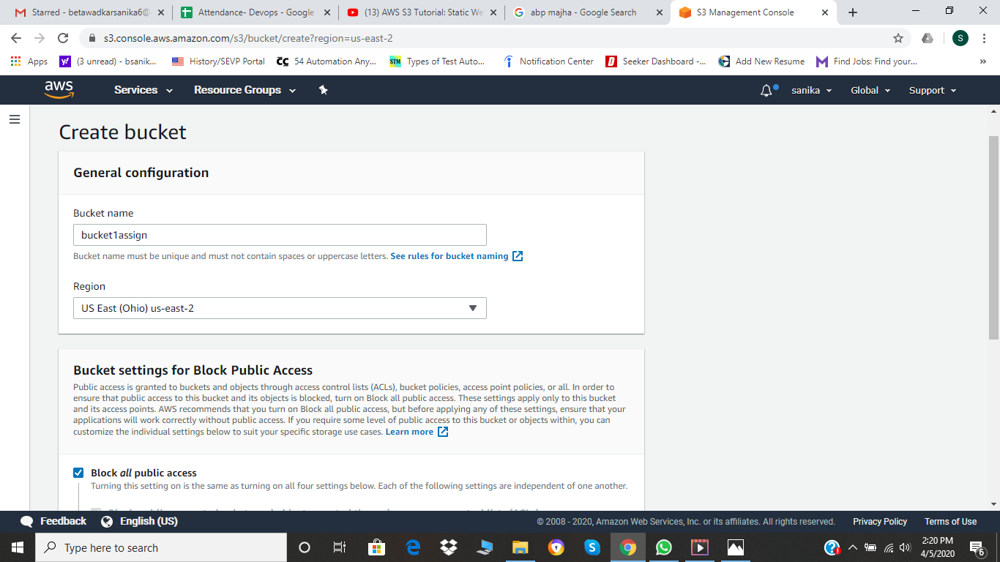 Starred - betawadkarsanika6@
Attendance- Devops - Google
(13) AWS S3 Tutorial: Static We
abp majha - Google Search
S3 Management Console
s3.console.aws.amazon.com/s3/bucket/create?region=us-east-2
S
Apps
(3 unread) - bsanik...
History/SEVP Portal
54 Automation Any...
STM
Types of Test Auto...
Notification Center
Seeker Dashboard -...
Add New Resume
Find Jobs: Find your...
aws
Services
Resource Groups
sanika
Global
Support
Create bucket
General configuration
Bucket name
bucket1assign
Bucket name must be unique and must not contain spaces or uppercase letters. See rules for bucket naming
Region
US East (Ohio) us-east-2
Bucket settings for Block Public Access
Public access is granted to buckets and objects through access control lists (ACLs), bucket policies, access point policies, or all. In order to
ensure that public access to this bucket and its objects is blocked, turn on Block all public access. These settings apply only to this bucket
and its access points. AWS recommends that you turn on Block all public access, but before applying any of these settings, ensure that your
applications will work correctly without public access. If you require some level of public access to this bucket or objects within, you can
customize the individual settings below to suit your specific storage use cases. Learn more
Block all public access
Turning this setting on is the same as turning on all four settings below. Each of the following settings are independent of one another.
Feedback
English (US)
© 2008 - 2020, Amazon Web Services, Inc. or its affiliates. All rights reserved.
Privacy Policy
Terms of Use
Type here to search
2:20 PM
4/5/2020
6